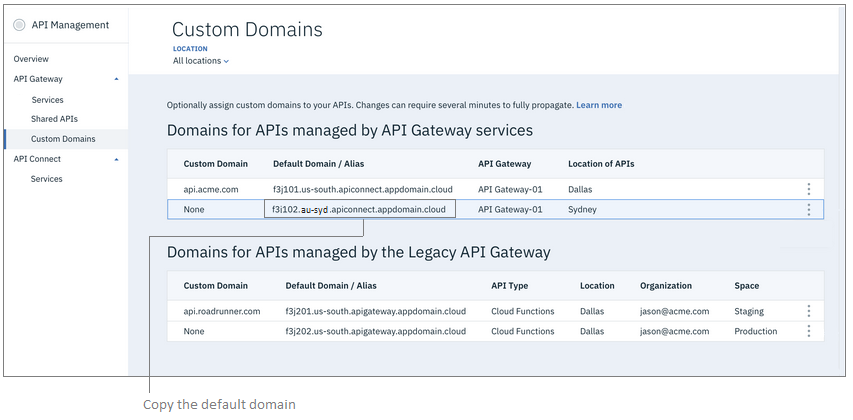 API Management
Custom Domains
LOCATION
All locations
Overview
API Gateway
Services
Shared APIs
Custom Domains
API Connect
Services
Optionally assign custom domains to your APIs. Changes can require several minutes to fully propagate. Learn more
Domains for APIs managed by API Gateway services
Custom Domain Default Domain / Alias API Gateway Location of APIs
api.acme.com f3j101.us-south.apiconnect.appdomain.cloud API Gateway-01 Dallas
None f3i102.au-syd.apiconnect.appdomain.cloud API Gateway-01 Sydney
Domains for APIs managed by the Legacy API Gateway
Custom Domain Default Domain / Alias API Type Location Organization Space
api.roadrunner.com f3j201.us-south.apigateway.appdomain.cloud Cloud Functions Dallas jason@acme.com Staging
None f3j202.us-south.apigateway.appdomain.cloud Cloud Functions Dallas jason@acme.com Production
Copy the default domain